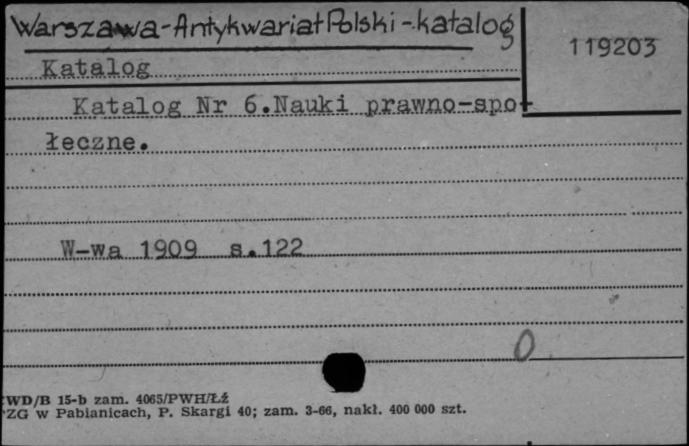 Warszawa-Antykwariat Polski-katalog
119203
Katalog
Katalog Nr 6.Nauki prawno-spo-
łeczne.
W-wa 1909 s.122
0
WD/B 15-b zam. 4065/PWH/Łź
ZG w Pabianicach, P. Skargi 40; zam. 3-66, nakł. 400 000 szt.